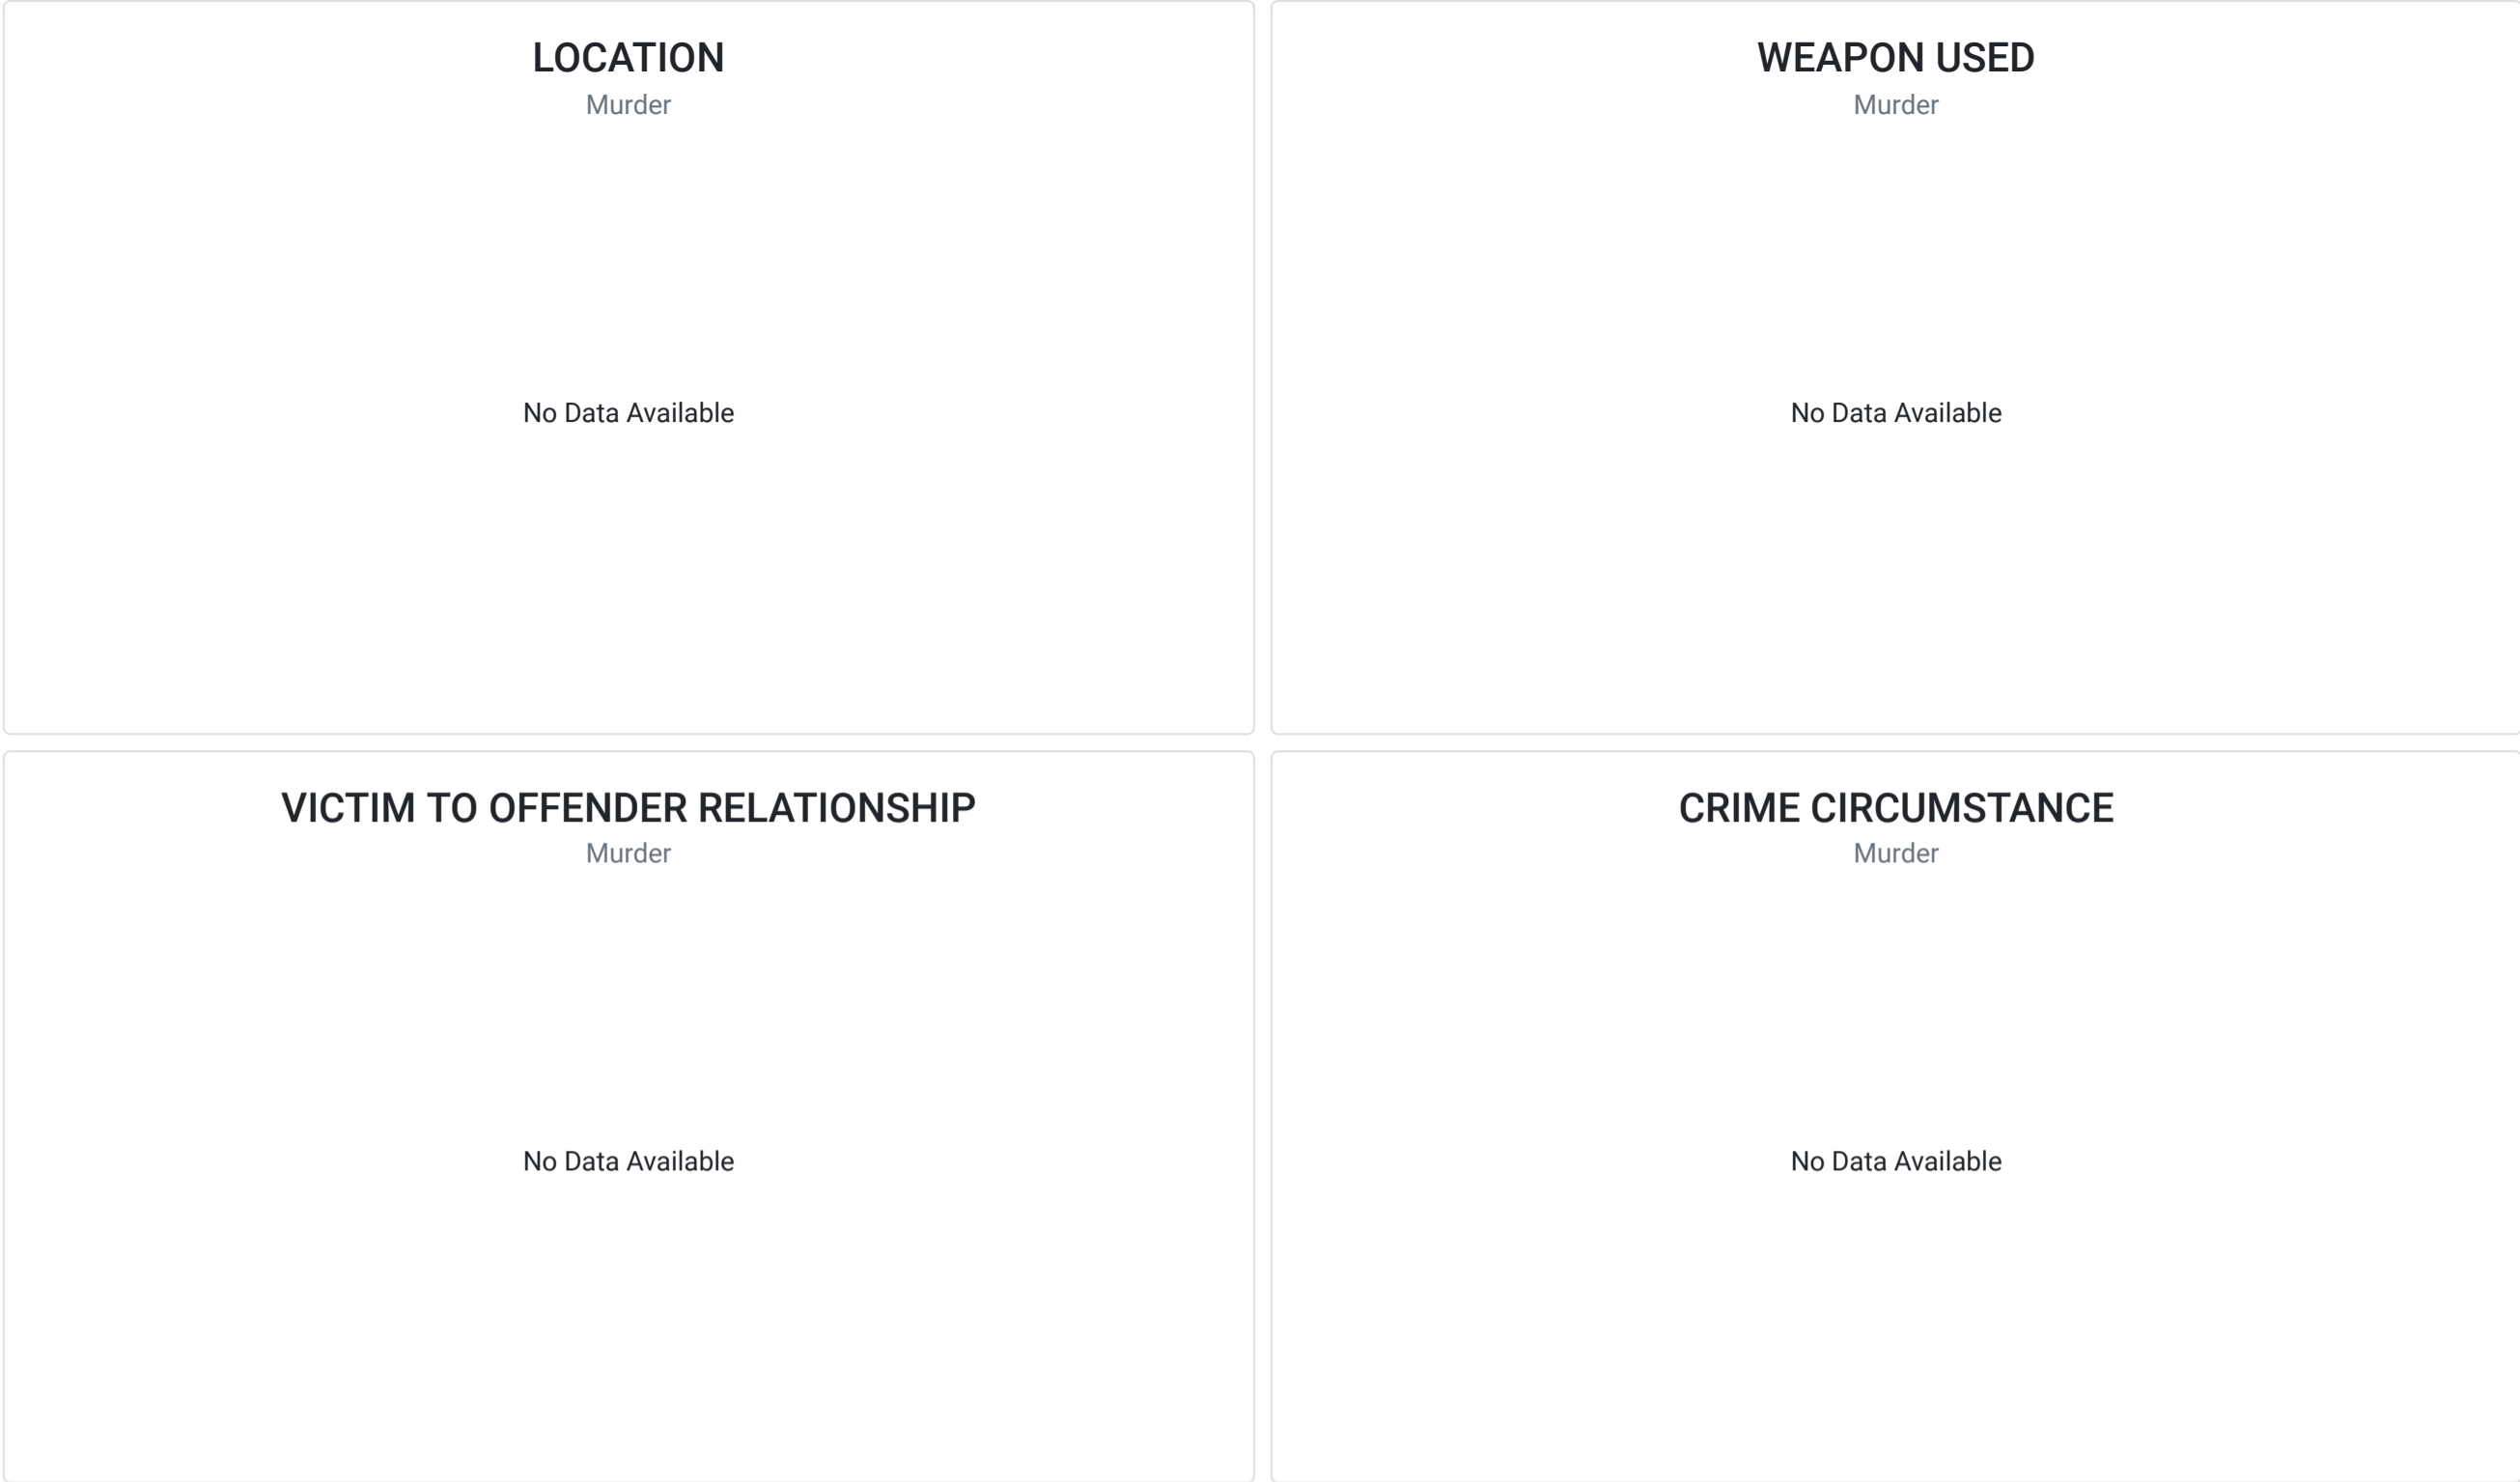 LOCATION
Murder
No Data Available
WEAPON USED
Murder
No Data Available
VICTIM TO OFFENDER RELATIONSHIP
Murder
No Data Available
CRIME CIRCUMSTANCE
Murder
No Data Available